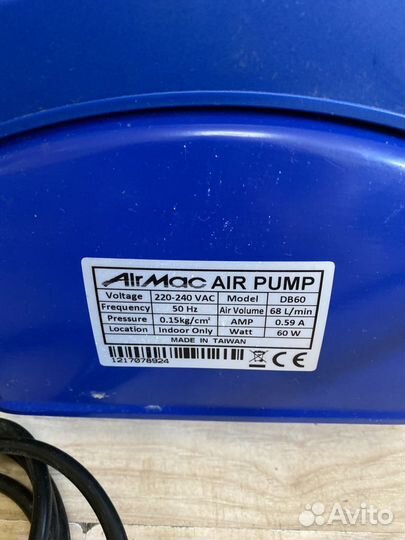 AirMac AIR PUMP
Voltage 220-240 VAC Model DB60
Frequency 50 Hz Air Volume 68 L/min
Pressure 0.15kg/cm² AMP 0.59 A
Location Indoor Only Watt 60 W
MADE IN TAIWAN
1217078924
CE
Avito